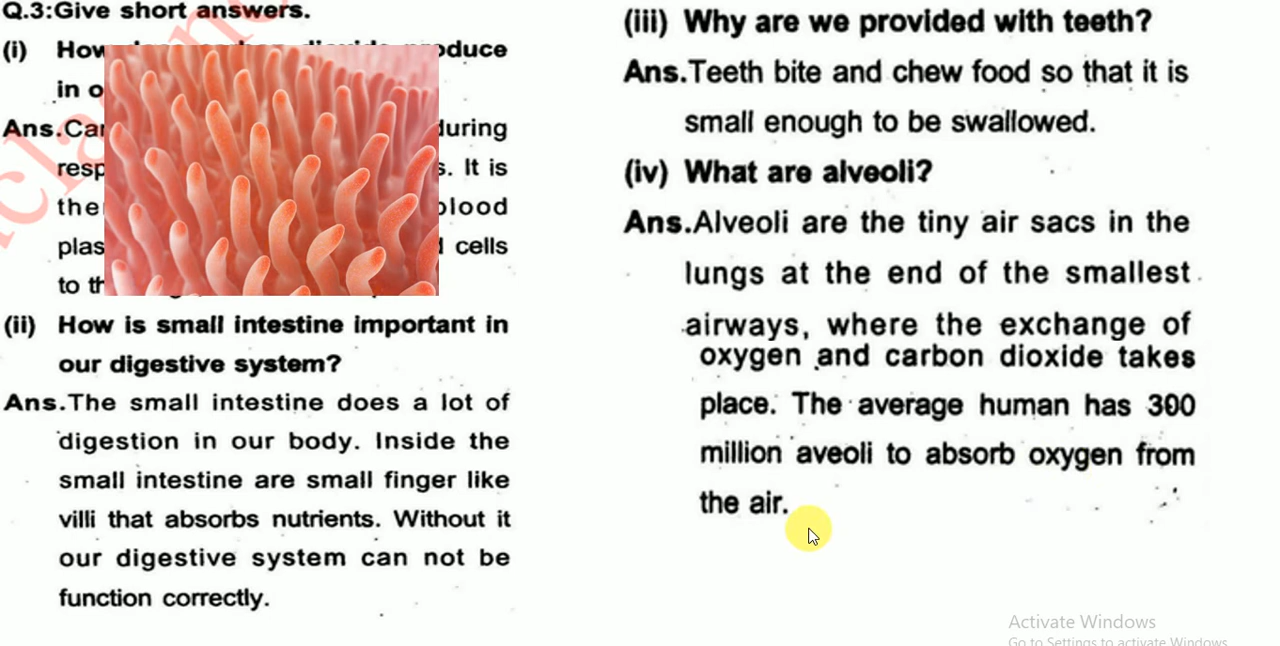 Q.3:Give short answers.
(i) How oduce
in o
Ans.Car during
resp s. It is
the blood
plas cells
to th
(ii) How is small intestine important in
our digestive system?
Ans.The small intestine does a lot of
digestion in our body. Inside the
small intestine are small finger like
villi that absorbs nutrients. Without it
our digestive system can not be
function correctly.
(iii) Why are we provided with teeth?
Ans.Teeth bite and chew food so that it is
small enough to be swallowed.
(iv) What are alveoli?
Ans.Alveoli are the tiny air sacs in the
lungs at the end of the smallest
airways, where the exchange of
oxygen and carbon dioxide takes
place. The average human has 300
million aveoli to absorb oxygen from
the air.
Activate Windows
Go to Settings to activate Windows.